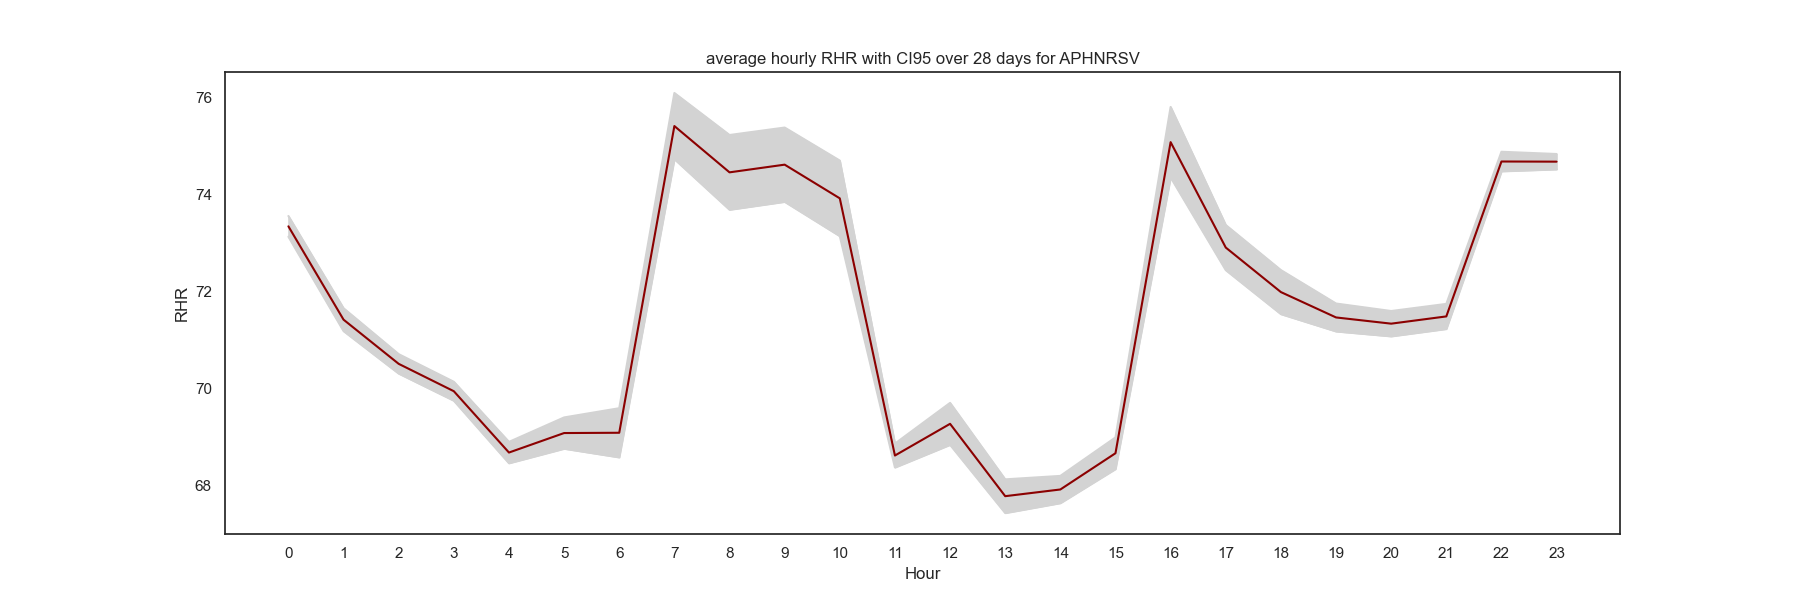 average hourly RHR with CI95 over 28 days for APHNRSV
76
74
72
70
68
RHR
0 1 2 3 4 5 6 7 8 9 10 11 12 13 14 15 16 17 18 19 20 21 22 23
Hour